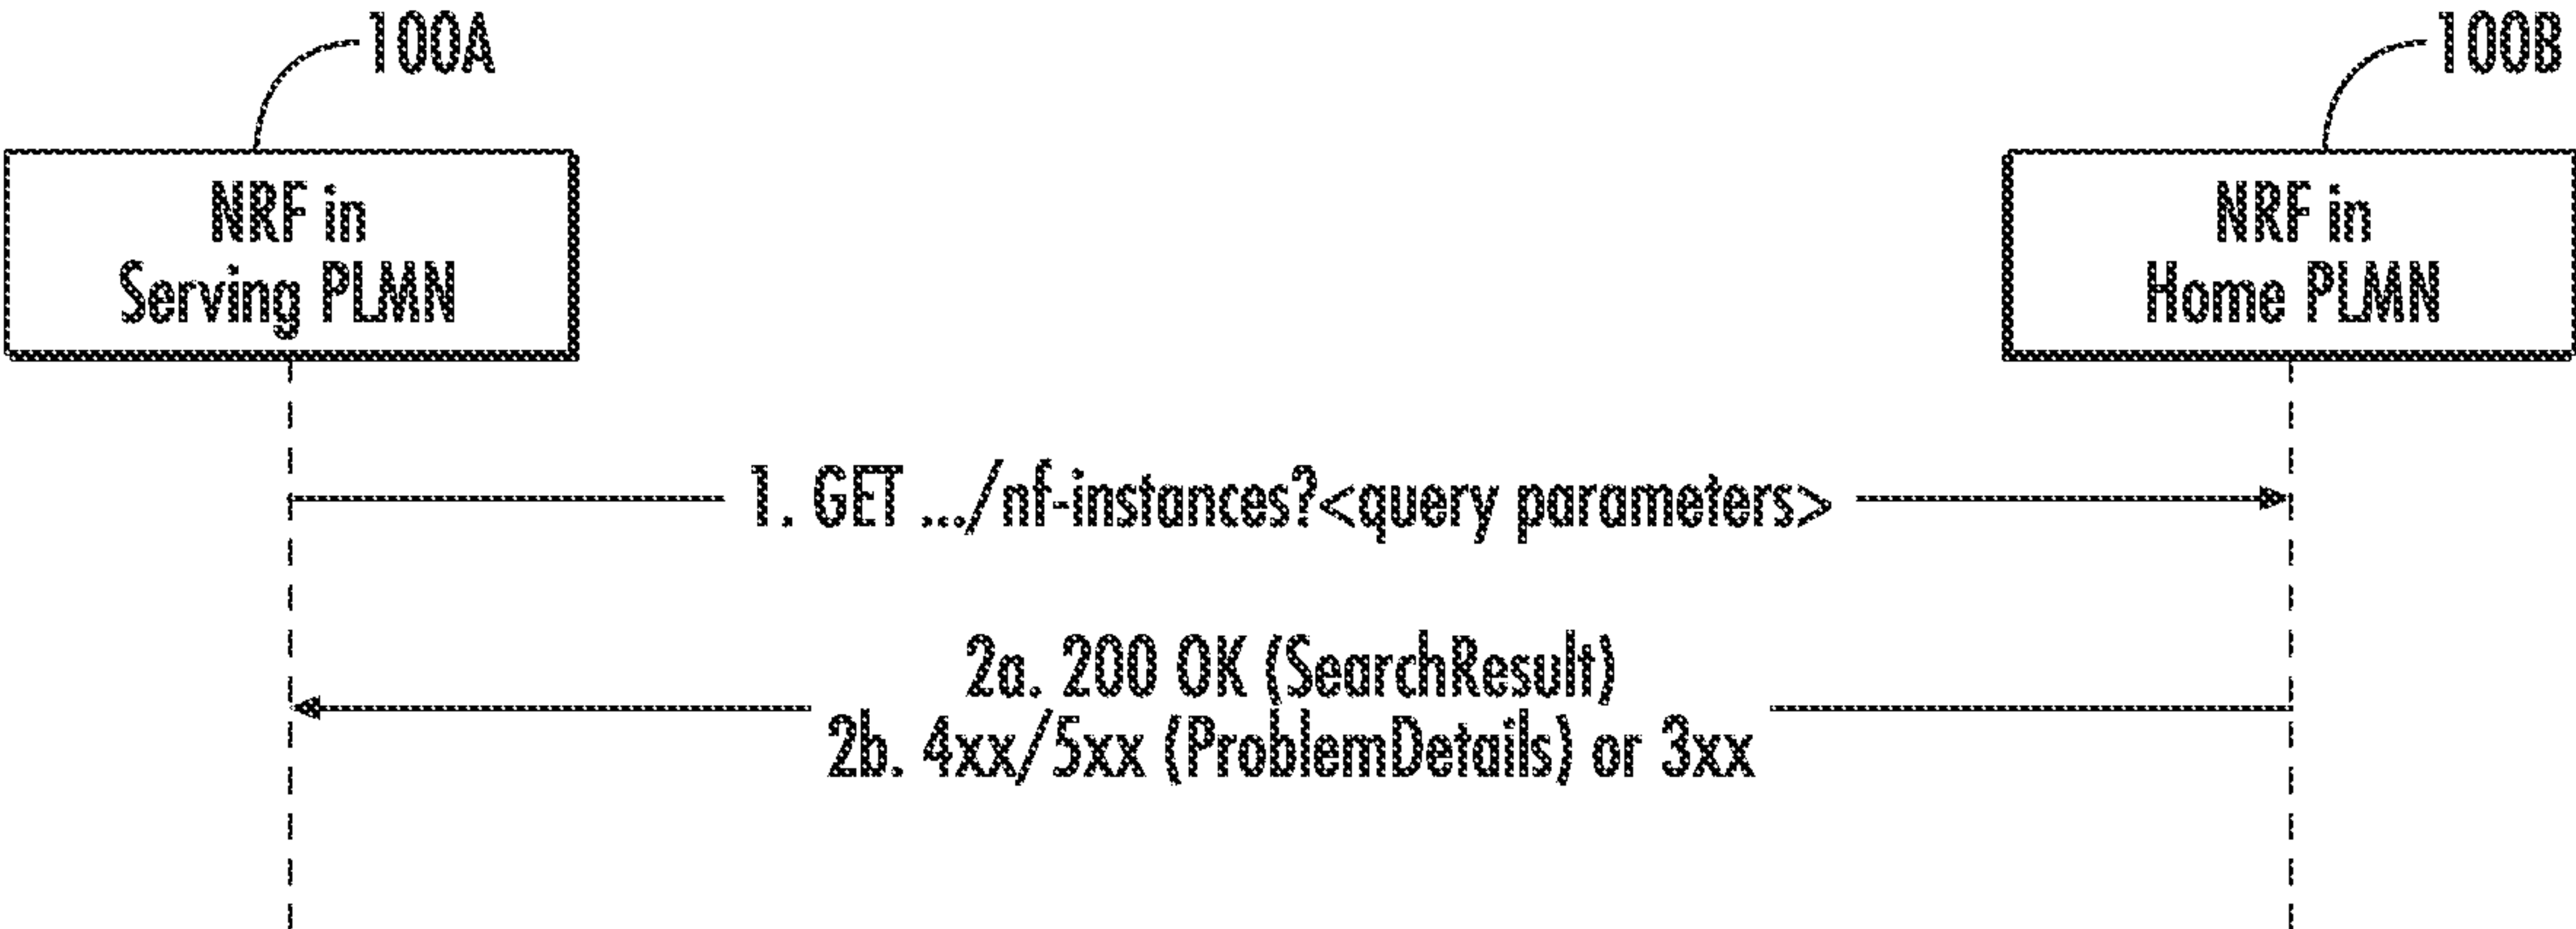 100A
100B
NRF in
Serving PLMN
NRF in
Home PLMN
1. GET .../nf-instances?<query parameters>
2a. 200 OK (SearchResult)
2b. 4xx/5xx (ProblemDetails) or 3xx